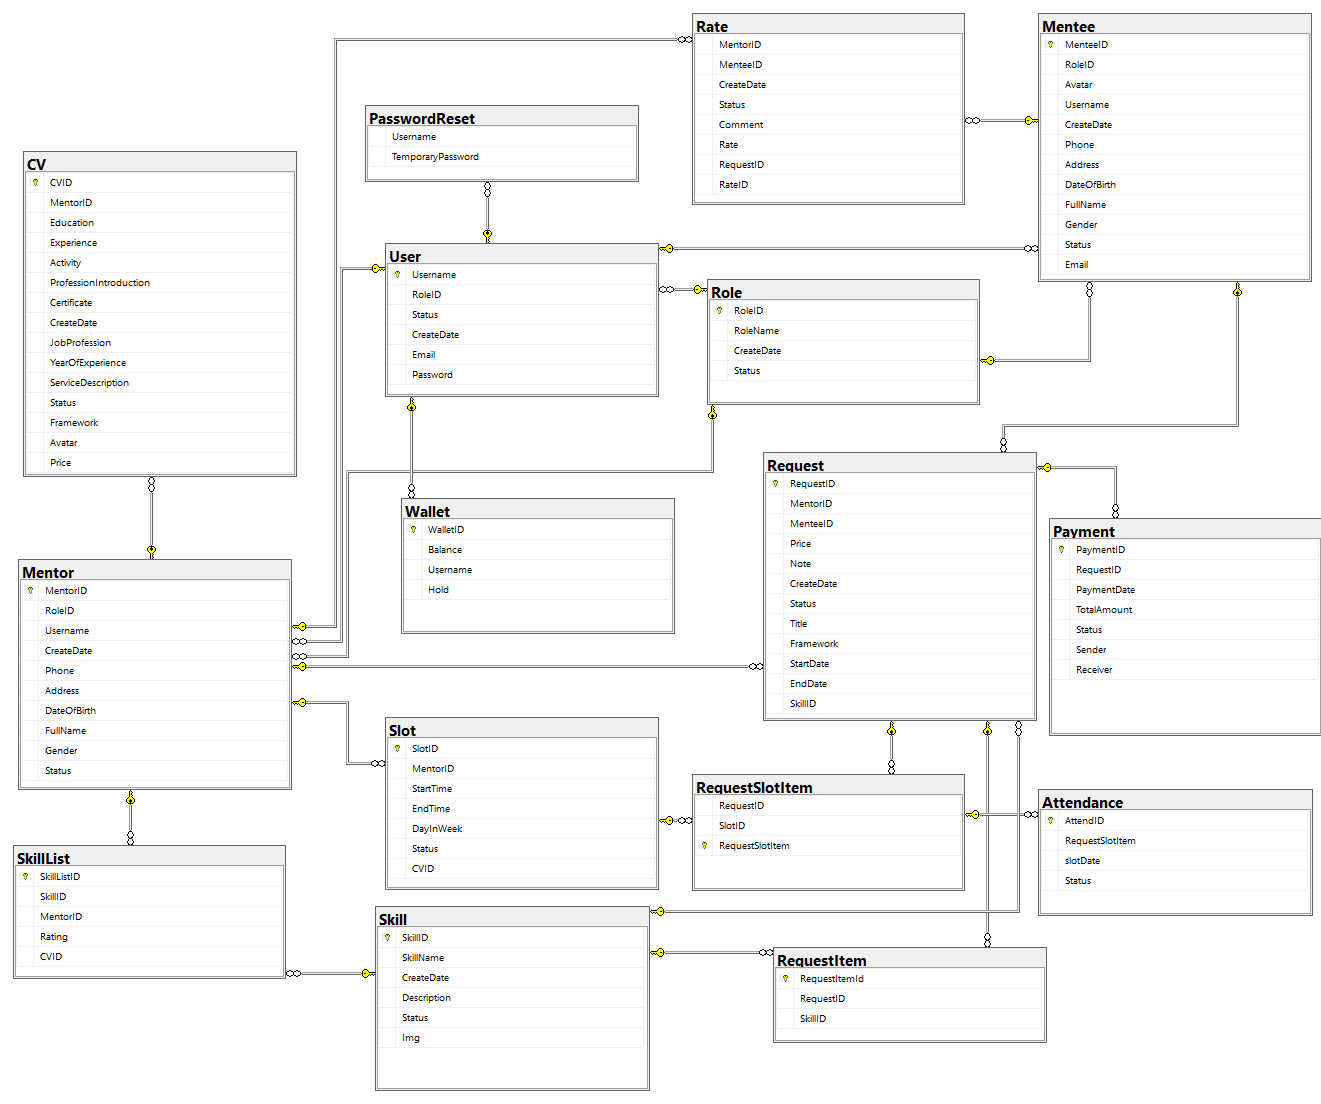 Rate
MentorID
MenteeID
CreateDate
Status
Comment
Rate
RequestID
RateID
Mentee
MenteeID
RoleID
Avatar
Username
CreateDate
Phone
Address
DateOfBirth
FullName
Gender
Status
Email
PasswordReset
Username
TemporaryPassword
CV
CVID
MentorID
Education
Experience
Activity
ProfessionIntroduction
Certificate
CreateDate
JobProfession
YearOfExperience
ServiceDescription
Status
Framework
Avatar
Price
User
Username
RoleID
Status
CreateDate
Email
Password
Role
RoleID
RoleName
CreateDate
Status
Request
RequestID
MentorID
MenteeID
Price
Note
CreateDate
Status
Title
Framework
StartDate
EndDate
SkillID
Wallet
WalletID
Balance
Username
Hold
Payment
PaymentID
RequestID
PaymentDate
TotalAmount
Status
Sender
Receiver
Mentor
MentorID
RoleID
Username
CreateDate
Phone
Address
DateOfBirth
FullName
Gender
Status
Slot
SlotID
MentorID
StartTime
EndTime
DayInWeek
Status
CVID
RequestSlotItem
RequestID
SlotID
RequestSlotItem
Attendance
AttendID
RequestSlotItem
slotDate
Status
SkillList
SkillListID
SkillID
MentorID
Rating
CVID
Skill
SkillID
SkillName
CreateDate
Description
Status
Img
RequestItem
RequestItemId
RequestID
SkillID